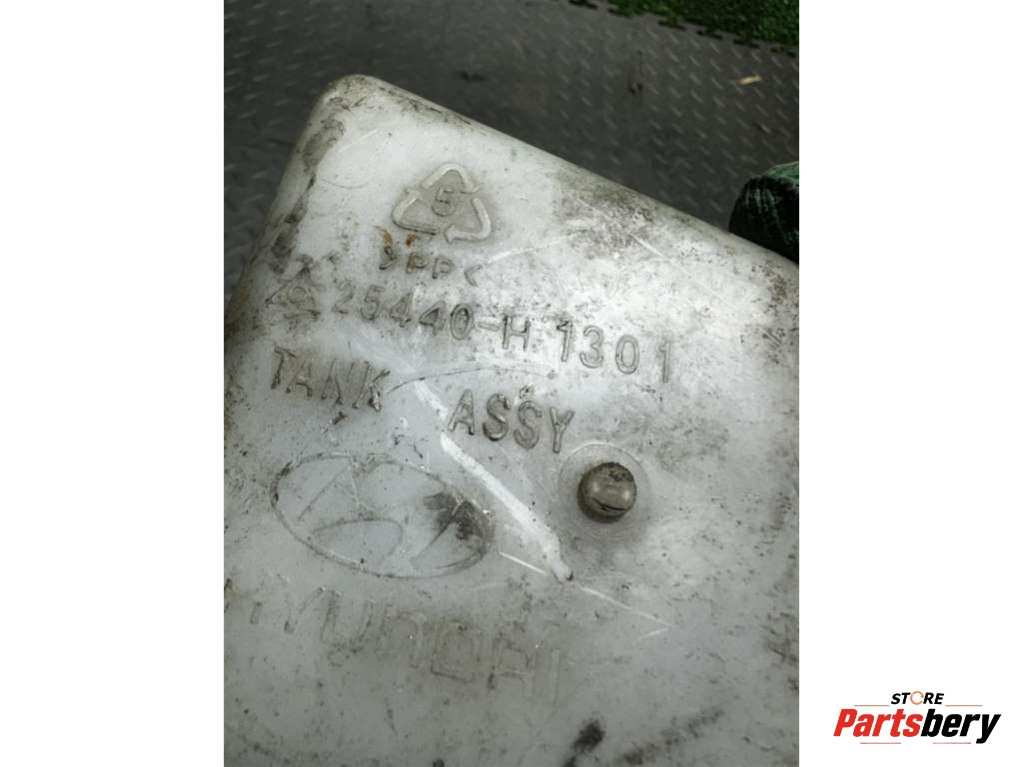 5
>PP<
25440-H1301
TANK ASSY
HYUNDAI
STORE
Partsbery